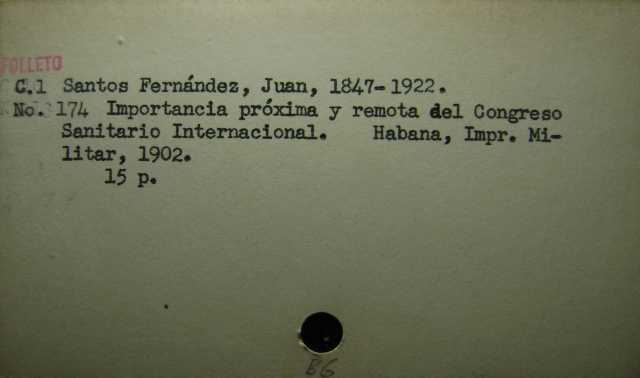 FOLLETO
C.1 Santos Fernández, Juan, 1847-1922.
No. 174 Importancia próxima y remota del Congreso
Sanitario Internacional. Habana, Impr. Mi-
litar, 1902.
15 p.
B6